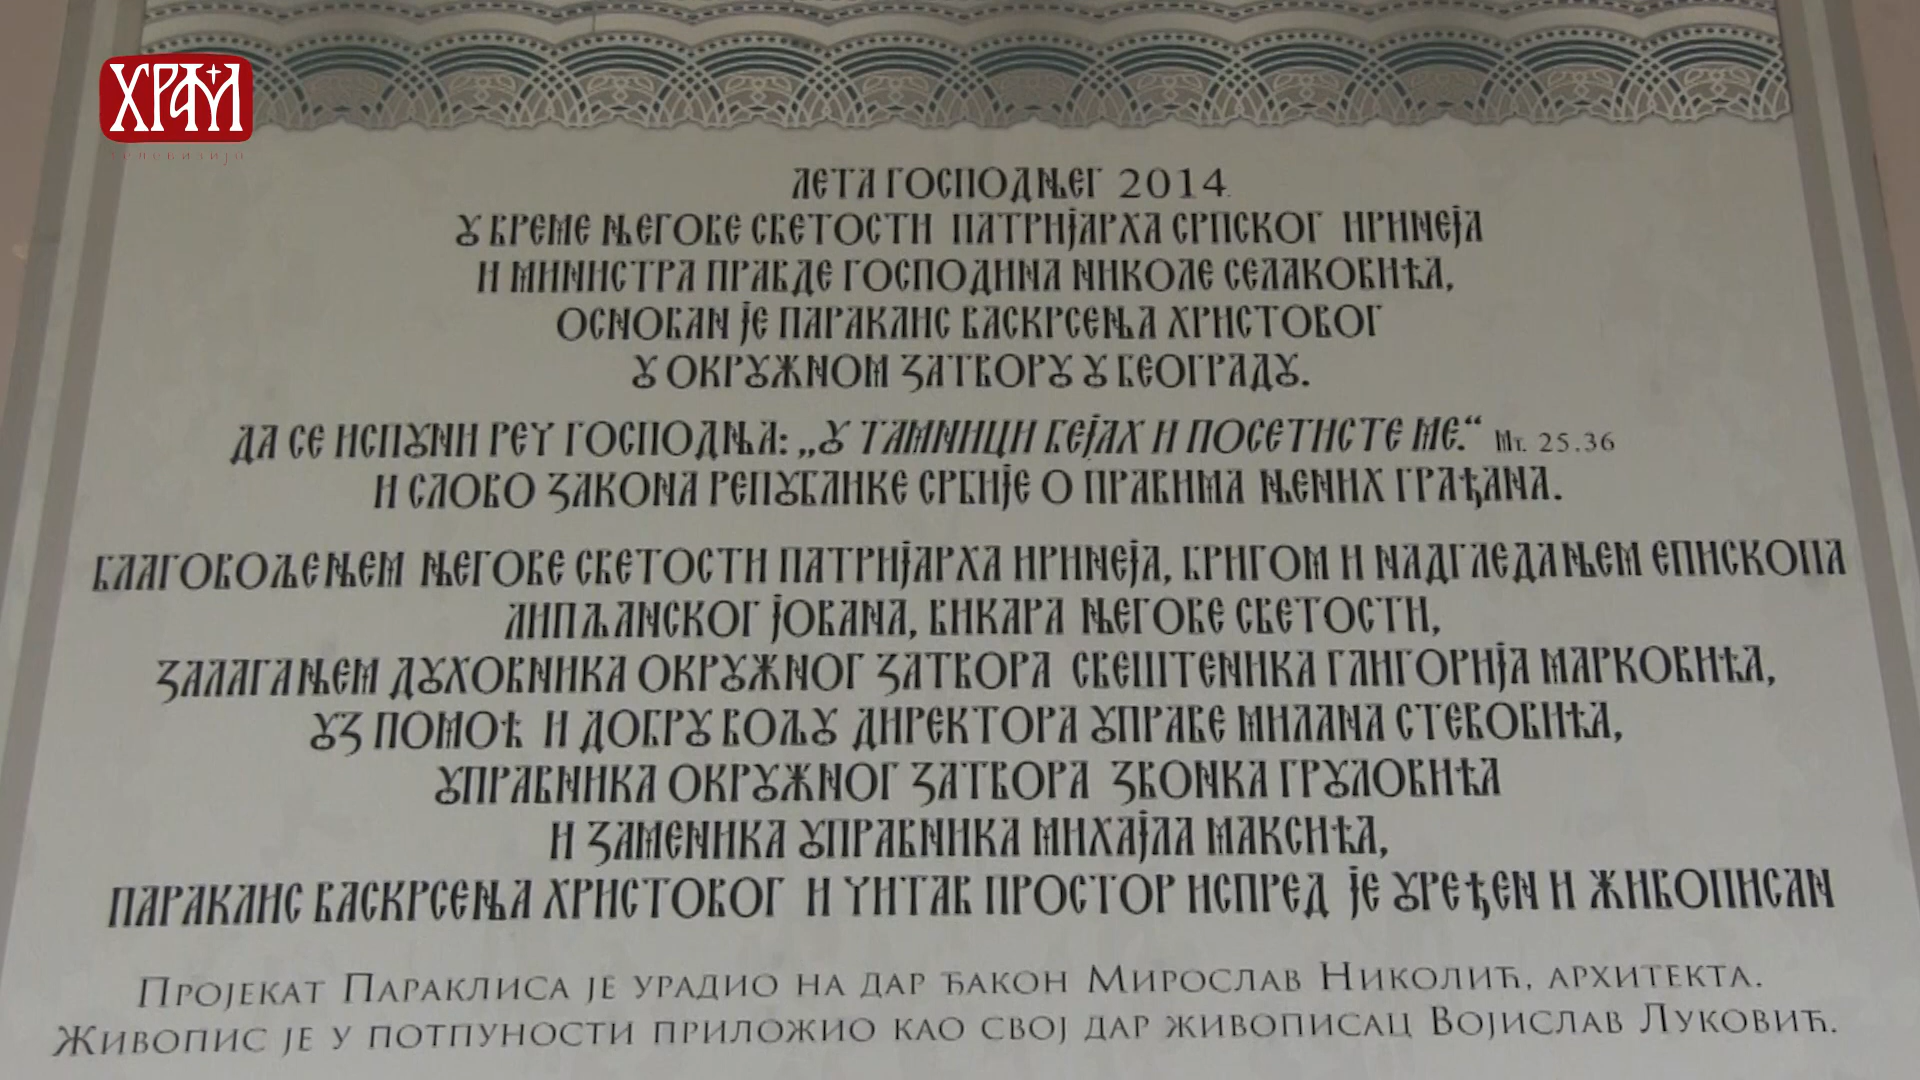 ХРАМ
телевизија
ЛЕТА ГОСПОДЊЕГ 2014.
У ВРЕМЕ ЊЕГОВЕ СВЕТОСТИ ПАТРИЈАРХА СРПСКОГ ИРИНЕЈА
И МИНИСТРА ПРАВДЕ ГОСПОДИНА НИКОЛЕ СЕЛАКОВИЋА,
ОСНОВАН ЈЕ ПАРАКЛИС ВАСКРСЕЊА ХРИСТОВОГ
У ОКРУЖНОМ ЗАТВОРУ У БЕОГРАДУ.
ДА СЕ ИСПУНИ РЕЧ ГОСПОДЊА: „У ТАМНИЦИ БЕЈАХ И ПОСЕТИСТЕ МЕ.“ Мт. 25.36
И СЛОВО ЗАКОНА РЕПУБЛИКЕ СРБИЈЕ О ПРАВИМА ЊЕНИХ ГРАЂАНА.
БЛАГОВОЉЕЊЕМ ЊЕГОВЕ СВЕТОСТИ ПАТРИЈАРХА ИРИНЕЈА, БРИГОМ И НАДГЛЕДАЊЕМ ЕПИСКОПА
ЛИПЉАНСКОГ ЈОВАНА, ВИКАРА ЊЕГОВЕ СВЕТОСТИ,
ЗАЛАГАЊЕМ ДУХОВНИКА ОКРУЖНОГ ЗАТВОРА СВЕШТЕНИКА ГЛИГОРИЈА МАРКОВИЋА,
УЗ ПОМОЋ И ДОБРУ ВОЉУ ДИРЕКТОРА УПРАВЕ МИЛАНА СТЕВОВИЋА,
УПРАВНИКА ОКРУЖНОГ ЗАТВОРА ЗВОНКА ГРУЛОВИЋА
И ЗАМЕНИКА УПРАВНИКА МИХАЈЛА МАКСИЋА,
ПАРАКЛИС ВАСКРСЕЊА ХРИСТОВОГ И ЧИТАВ ПРОСТОР ИСПРЕД ЈЕ УРЕЂЕН И ЖИВОПИСАН
ПРОЈЕКАТ ПАРАКЛИСА ЈЕ УРАДИО НА ДАР ЂАКОН МИРОСЛАВ НИКОЛИЋ, АРХИТЕКТА.
ЖИВОПИС ЈЕ У ПОТПУНОСТИ ПРИЛОЖИО КАО СВОЈ ДАР ЖИВОПИСАЦ ВОЈИСЛАВ ЛУКОВИЋ.